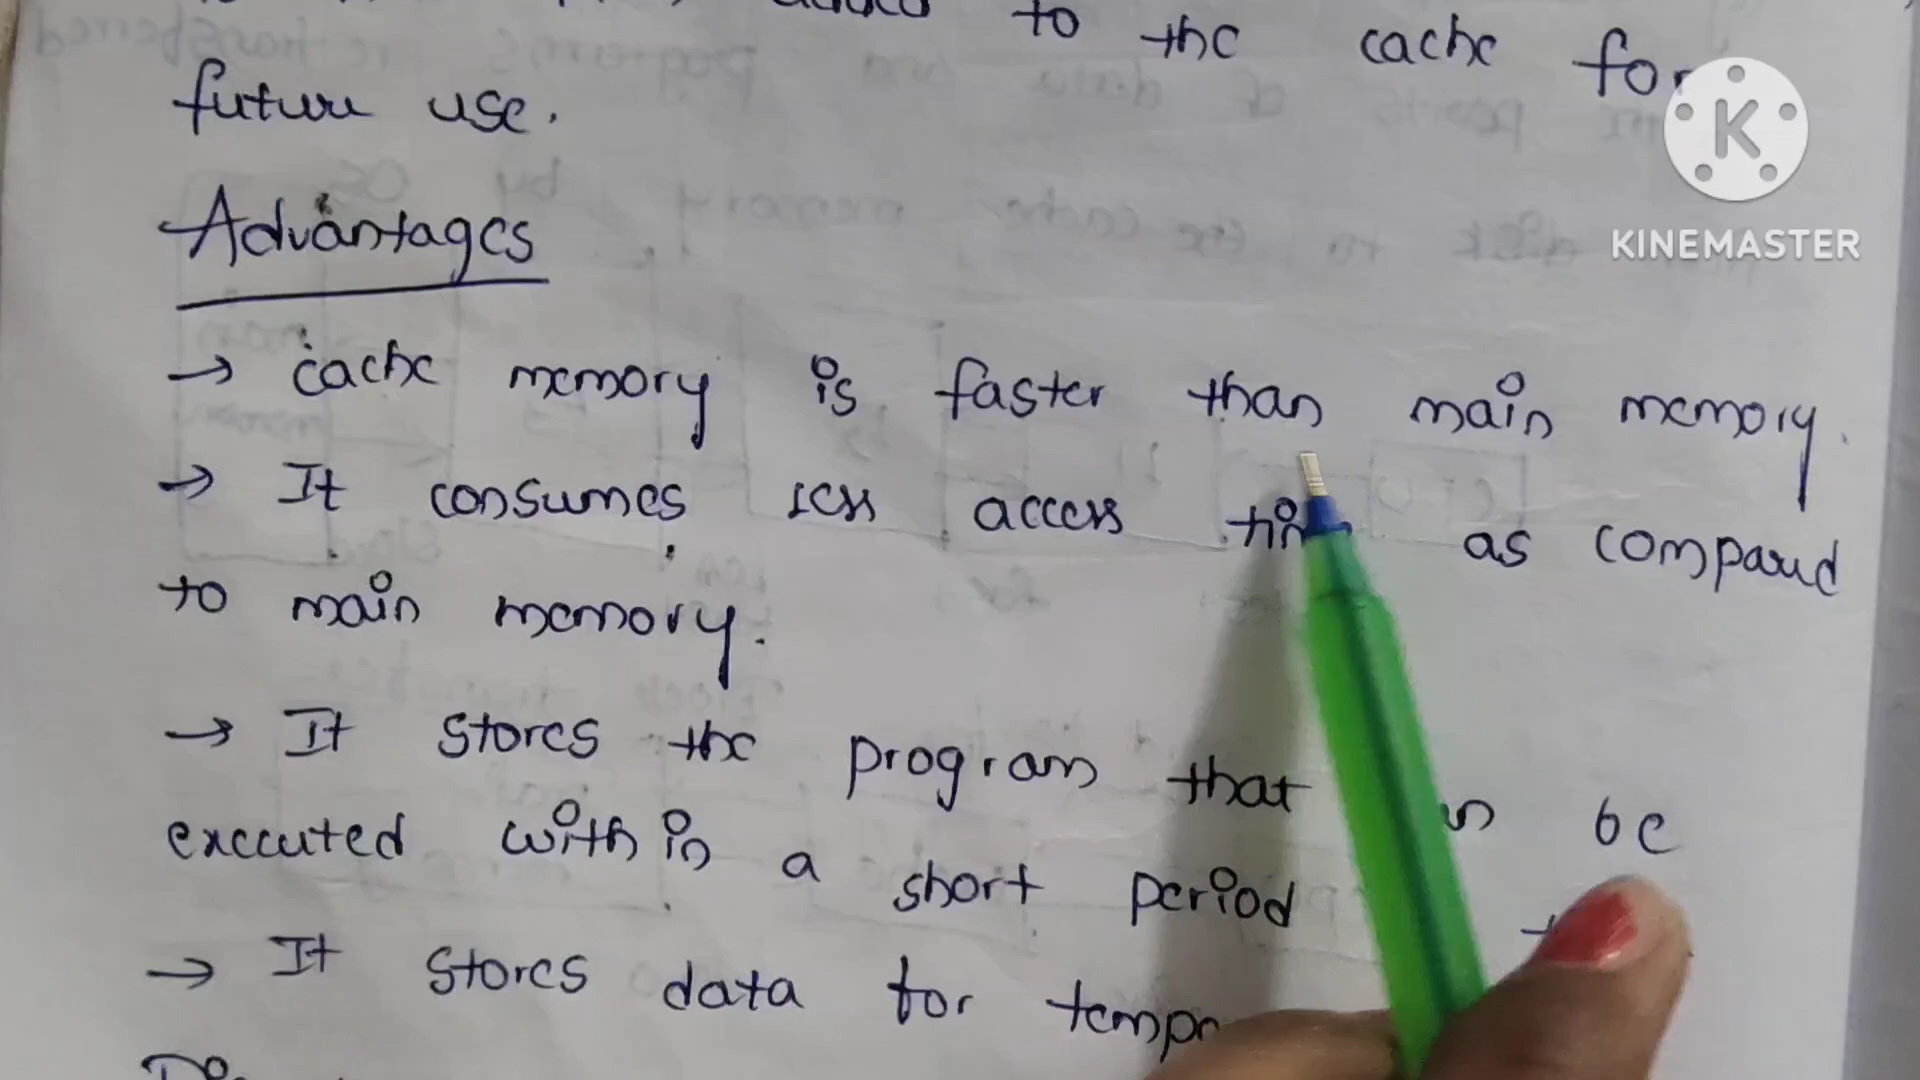 to the cache for
future use.
Advantages
→ cache memory is faster than main memory.
→ It consumes less access as compared
to main memory.
→ It stores the program that be
executed within a short period
→ It stores data for
K
KINEMASTER